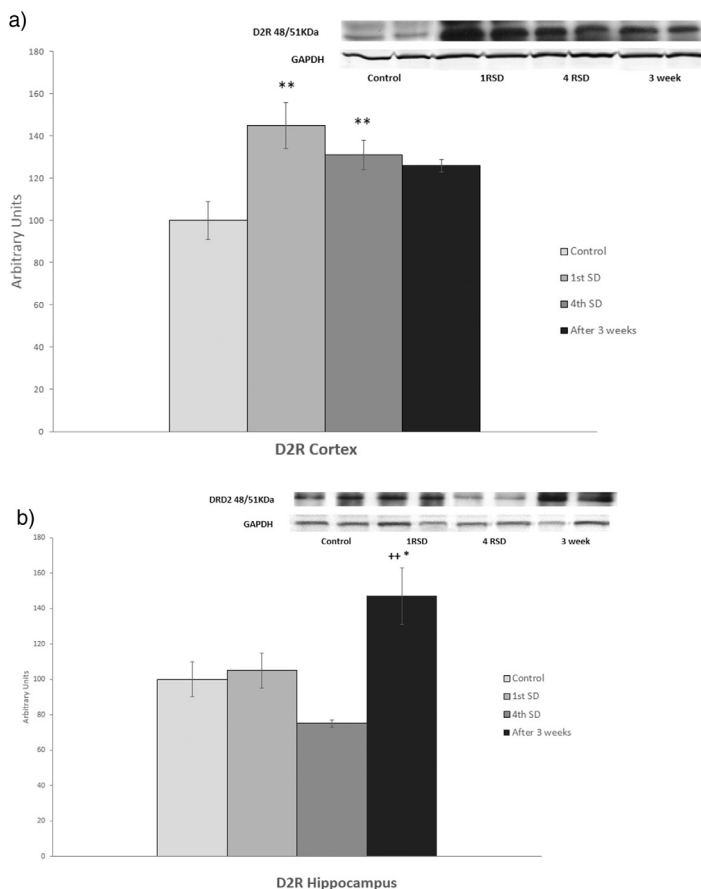 a)
D2R 48/51KDa
GAPDH
Control 1RSD 4 RSD 3 week
180
160
140
120
100
80
60
40
20
0
Arbitrary Units
**
**
Control
1st SD
4th SD
After 3 weeks
D2R Cortex
b)
DRD2 48/51KDa
GAPDH
Control 1RSD 4 RSD 3 week
180
160
140
120
100
80
60
40
20
0
Arbitrary Units
++ *
Control
1st SD
4th SD
After 3 weeks
D2R Hippocampus